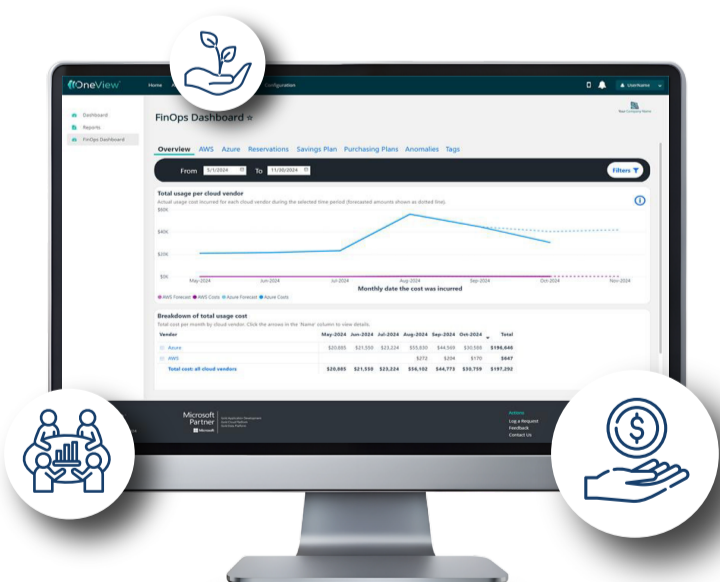 OneView
Home
Configuration
UserName
Dashboard
Reports
FinOps Dashboard
FinOps Dashboard
Your Company Name
Overview AWS Azure Reservations Savings Plan Purchasing Plans Anomalies Tags
From 5/1/2024 To 11/30/2024 Filters
Total usage per cloud vendor
Actual usage cost incurred for each cloud vendor during the selected time period (forecasted amounts shown as dotted line).
$60K
$40K
$20K
$0K
May-2024 Jun-2024 Jul-2024 Aug-2024 Sep-2024 Oct-2024 Nov-2024
Monthly date the cost was incurred
AWS Forecast AWS Costs Azure Forecast Azure Costs
Breakdown of total usage cost
Total cost per month by cloud vendor. Click the arrows in the 'Name' column to view details.
Vendor May-2024 Jun-2024 Jul-2024 Aug-2024 Sep-2024 Oct-2024 Total
Azure $20,885 $21,550 $23,224 $55,830 $44,569 $30,588 $196,646
AWS $272 $204 $170 $647
Total cost: all cloud vendors $20,885 $21,550 $23,224 $56,102 $44,773 $30,759 $197,292
Microsoft
Partner
Microsoft
Actions
Log a Request
Feedback
Contact Us
$